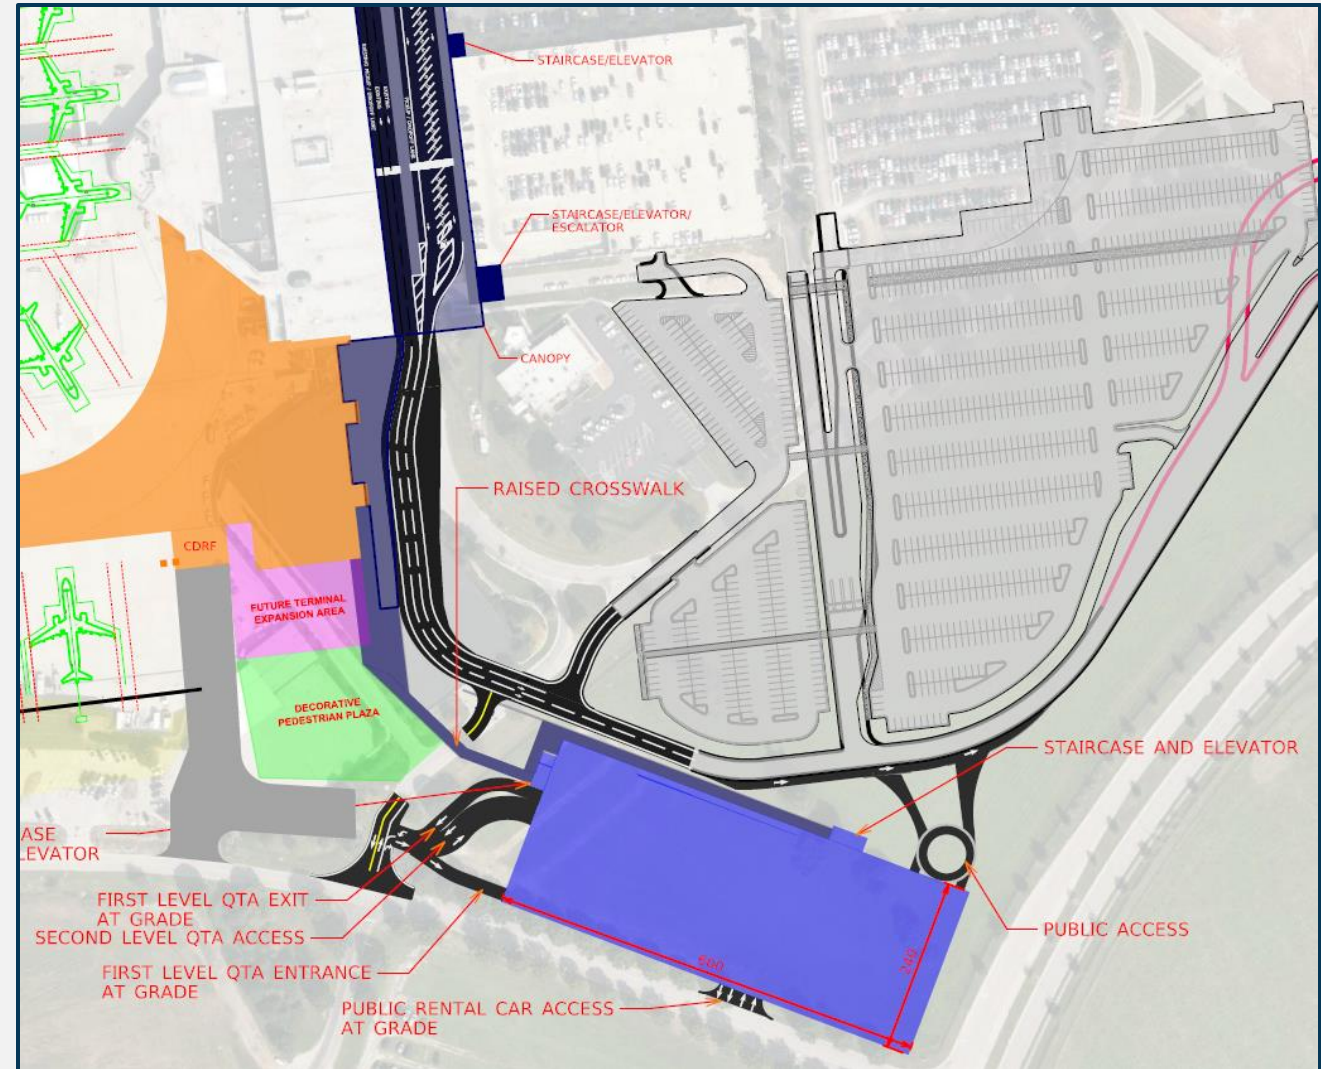 STAIRCASE/ELEVATOR
STAIRCASE/ELEVATOR/
ESCALATOR
CANOPY
RAISED CROSSWALK
CDRF
FUTURE TERMINAL
EXPANSION AREA
DECORATIVE
PEDESTRIAN PLAZA
STAIRCASE AND ELEVATOR
ASE
LEVATOR
FIRST LEVEL QTA EXIT
AT GRADE
SECOND LEVEL QTA ACCESS
FIRST LEVEL QTA ENTRANCE
AT GRADE
PUBLIC RENTAL CAR ACCESS
AT GRADE
PUBLIC ACCESS
240